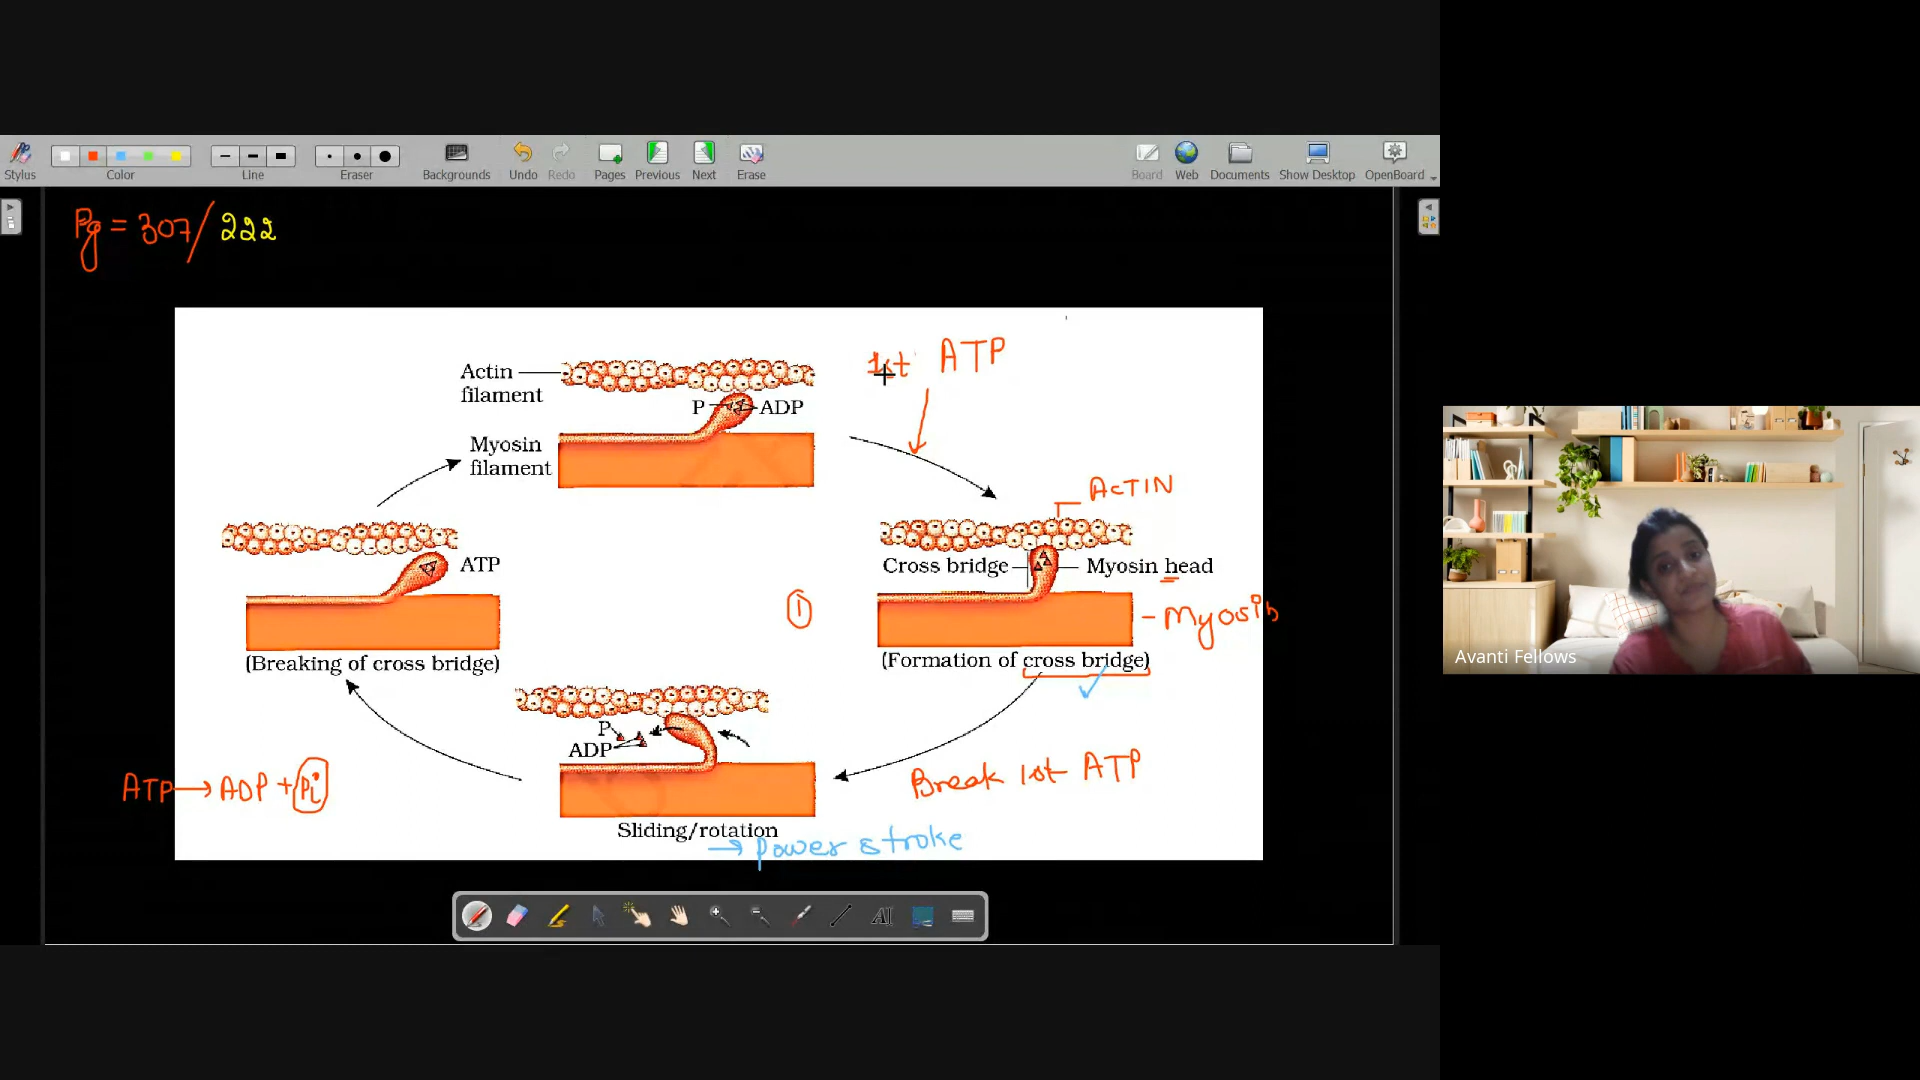 Stylus
Color
Line
Eraser
Backgrounds
Undo
Redo
Pages
Previous
Next
Erase
Board
Web
Documents
Show Desktop
OpenBoard
Pg = 307/222
1st ATP
Actin
filament
P
ADP
Myosin
filament
ACTIN
ATP
Cross bridge
Myosin head
1
- Myosin
(Breaking of cross bridge)
(Formation of cross bridge)
P
ADP
Break 1st ATP
ATP → ADP + Pi
Sliding/rotation
→ Power stroke
Avanti Fellows
AI